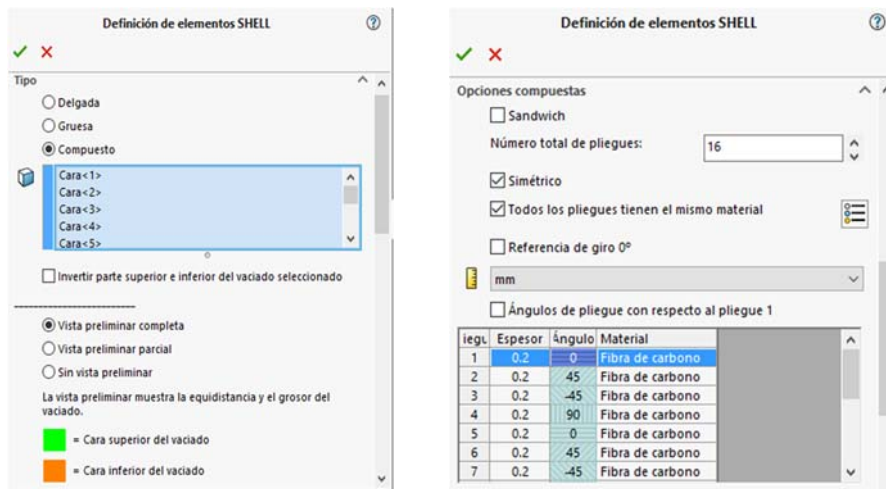 Definición de elementos SHELL
Tipo
Delgada
Gruesa
Compuesto
Cara<1>
Cara<2>
Cara<3>
Cara<4>
Cara<5>
Invertir parte superior e inferior del vaciado seleccionado
Vista preliminar completa
Vista preliminar parcial
Sin vista preliminar
La vista preliminar muestra la equidistancia y el grosor del
vaciado.
= Cara superior del vaciado
= Cara inferior del vaciado
Definición de elementos SHELL
Opciones compuestas
Sandwich
Número total de pliegues: 16
Simétrico
Todos los pliegues tienen el mismo material
Referencia de giro 0º
mm
Ángulos de pliegue con respecto al pliegue 1
iegu Espesor Ángulo Material
1 0.2 0 Fibra de carbono
2 0.2 45 Fibra de carbono
3 0.2 -45 Fibra de carbono
4 0.2 90 Fibra de carbono
5 0.2 0 Fibra de carbono
6 0.2 45 Fibra de carbono
7 0.2 -45 Fibra de carbono